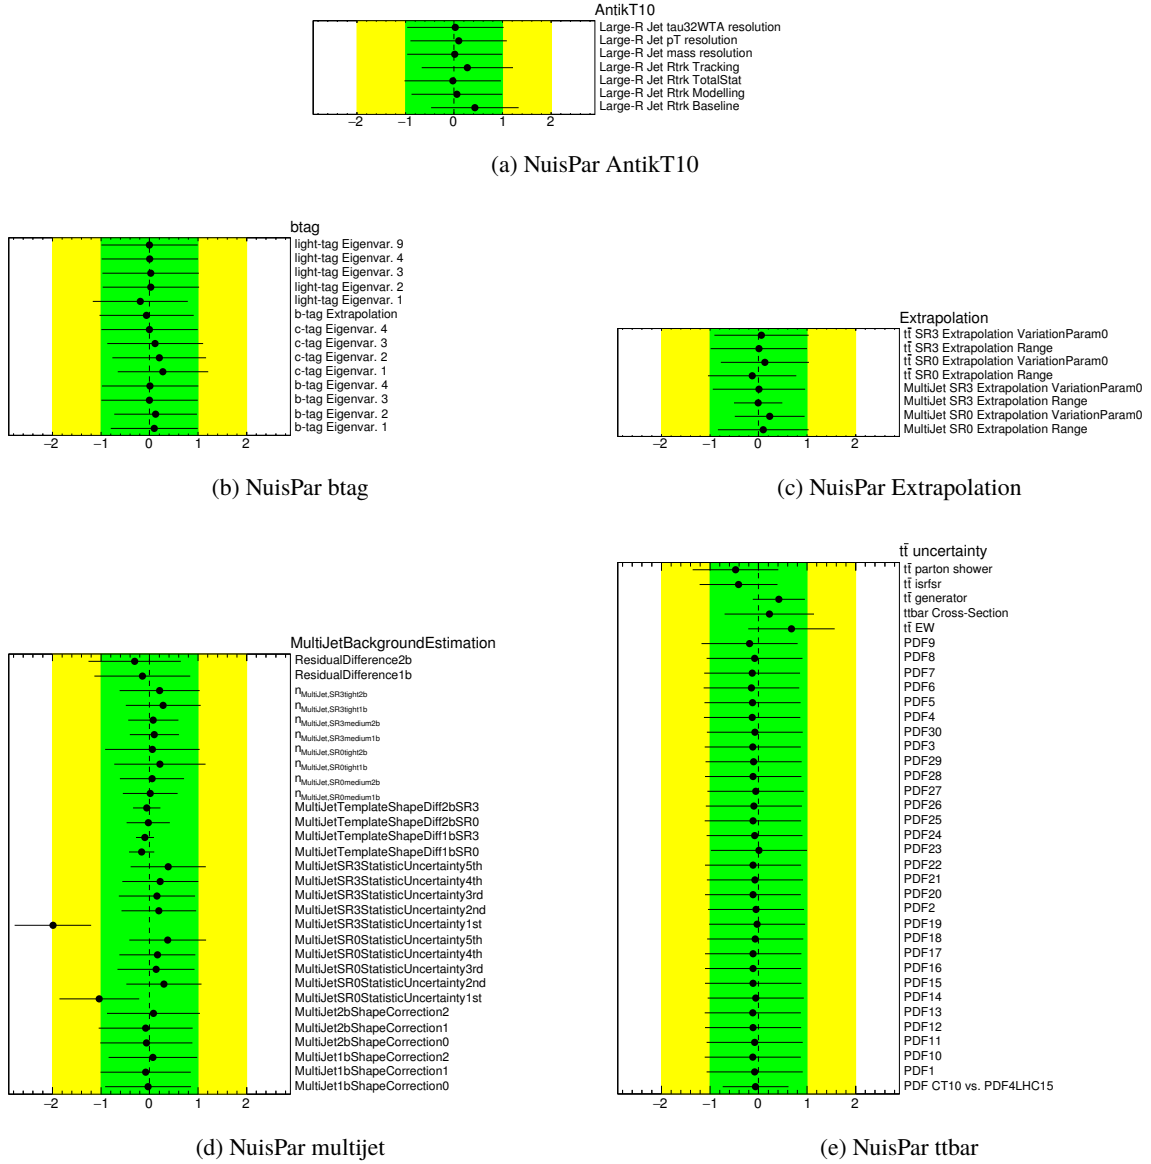 AntikT10
Large-R Jet tau32WTA resolution
Large-R Jet pT resolution
Large-R Jet mass resolution
Large-R Jet Rtrk Tracking
Large-R Jet Rtrk TotalStat
Large-R Jet Rtrk Modelling
Large-R Jet Rtrk Baseline
−2 −1 0 1 2
(a) NuisPar AntikT10
btag
light-tag Eigenvar. 9
light-tag Eigenvar. 4
light-tag Eigenvar. 3
light-tag Eigenvar. 2
light-tag Eigenvar. 1
b-tag Extrapolation
c-tag Eigenvar. 4
c-tag Eigenvar. 3
c-tag Eigenvar. 2
c-tag Eigenvar. 1
b-tag Eigenvar. 4
b-tag Eigenvar. 3
b-tag Eigenvar. 2
b-tag Eigenvar. 1
−2 −1 0 1 2
(b) NuisPar btag
Extrapolation
tt̄ SR3 Extrapolation VariationParam0
tt̄ SR3 Extrapolation Range
tt̄ SR0 Extrapolation VariationParam0
tt̄ SR0 Extrapolation Range
MultiJet SR3 Extrapolation VariationParam0
MultiJet SR3 Extrapolation Range
MultiJet SR0 Extrapolation VariationParam0
MultiJet SR0 Extrapolation Range
−2 −1 0 1 2
(c) NuisPar Extrapolation
MultiJetBackgroundEstimation
ResidualDifference2b
ResidualDifference1b
n MultiJet,SR3tight2b
n MultiJet,SR3tight1b
n MultiJet,SR3medium2b
n MultiJet,SR3medium1b
n MultiJet,SR0tight2b
n MultiJet,SR0tight1b
n MultiJet,SR0medium2b
n MultiJet,SR0medium1b
MultiJetTemplateShapeDiff2bSR3
MultiJetTemplateShapeDiff2bSR0
MultiJetTemplateShapeDiff1bSR3
MultiJetTemplateShapeDiff1bSR0
MultiJetSR3StatisticUncertainty5th
MultiJetSR3StatisticUncertainty4th
MultiJetSR3StatisticUncertainty3rd
MultiJetSR3StatisticUncertainty2nd
MultiJetSR3StatisticUncertainty1st
MultiJetSR0StatisticUncertainty5th
MultiJetSR0StatisticUncertainty4th
MultiJetSR0StatisticUncertainty3rd
MultiJetSR0StatisticUncertainty2nd
MultiJetSR0StatisticUncertainty1st
MultiJet2bShapeCorrection2
MultiJet2bShapeCorrection1
MultiJet2bShapeCorrection0
MultiJet1bShapeCorrection2
MultiJet1bShapeCorrection1
MultiJet1bShapeCorrection0
−2 −1 0 1 2
(d) NuisPar multijet
tt̄ uncertainty
tt̄ parton shower
tt̄ isrfsr
tt̄ generator
ttbar Cross-Section
tt̄ EW
PDF9
PDF8
PDF7
PDF6
PDF5
PDF4
PDF30
PDF3
PDF29
PDF28
PDF27
PDF26
PDF25
PDF24
PDF23
PDF22
PDF21
PDF20
PDF2
PDF19
PDF18
PDF17
PDF16
PDF15
PDF14
PDF13
PDF12
PDF11
PDF10
PDF1
PDF CT10 vs. PDF4LHC15
−2 −1 0 1 2
(e) NuisPar ttbar